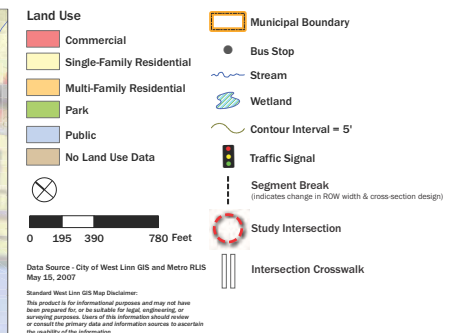 Land Use
Commercial
Single-Family Residential
Multi-Family Residential
Park
Public
No Land Use Data
0 195 390 780 Feet
Data Source - City of West Linn GIS and Metro RLIS
May 15, 2007
Standard West Linn GIS Map Disclaimer:
This product is for informational purposes and may not have
been prepared for, or be suitable for legal, engineering, or
surveying purposes. Users of this information should review
or consult the primary data and information sources to ascertain
the usability of the information.
Municipal Boundary
Bus Stop
Stream
Wetland
Contour Interval = 5'
Traffic Signal
Segment Break
(indicates change in ROW width & cross-section design)
Study Intersection
Intersection Crosswalk